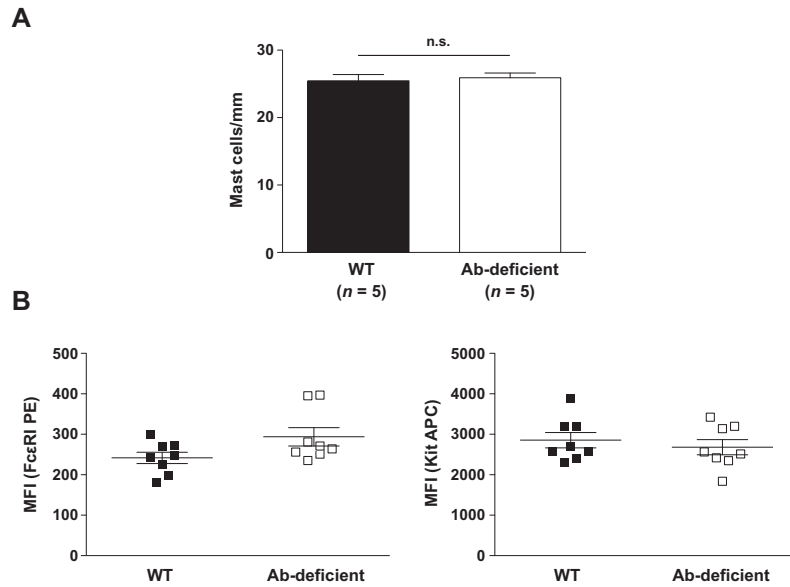 A
n.s.
30
20
10
0
Mast cells/mm
WT Ab-deficient
(n = 5) (n = 5)
B
500
400
300
200
100
0
MFI (FcεRI PE)
WT Ab-deficient
5000
4000
3000
2000
1000
0
MFI (Kit APC)
WT Ab-deficient